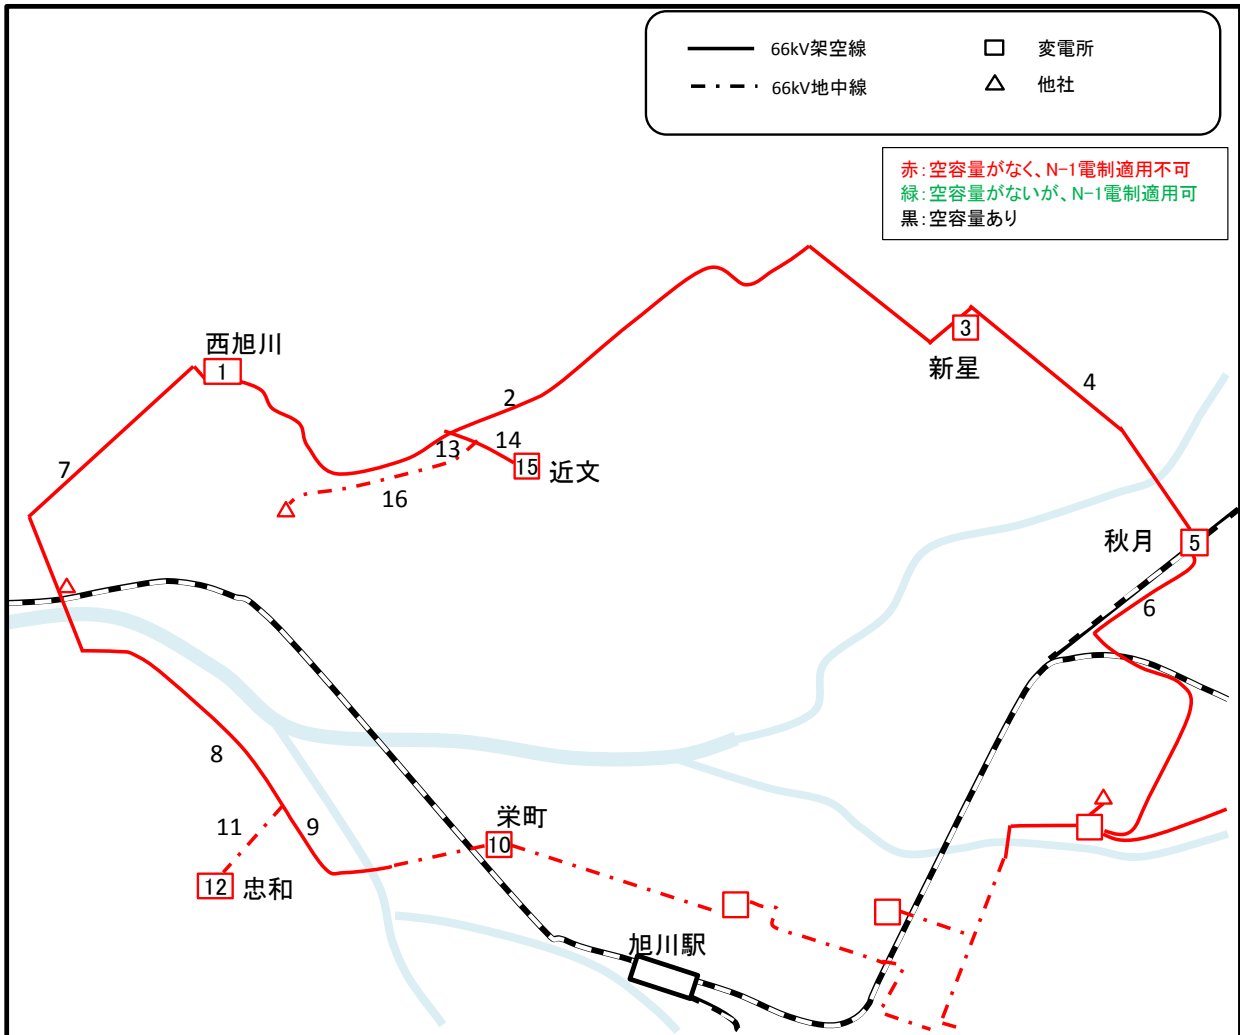 66kV架空線
変電所
66kV地中線
他社
赤：空容量がなく、N-1電制適用不可
緑：空容量がないが、N-1電制適用可
黒：空容量あり
西旭川
1
3
新星
4
2
13
14
15
近文
7
16
秋月
5
6
8
栄町
10
11
9
12
忠和
旭川駅